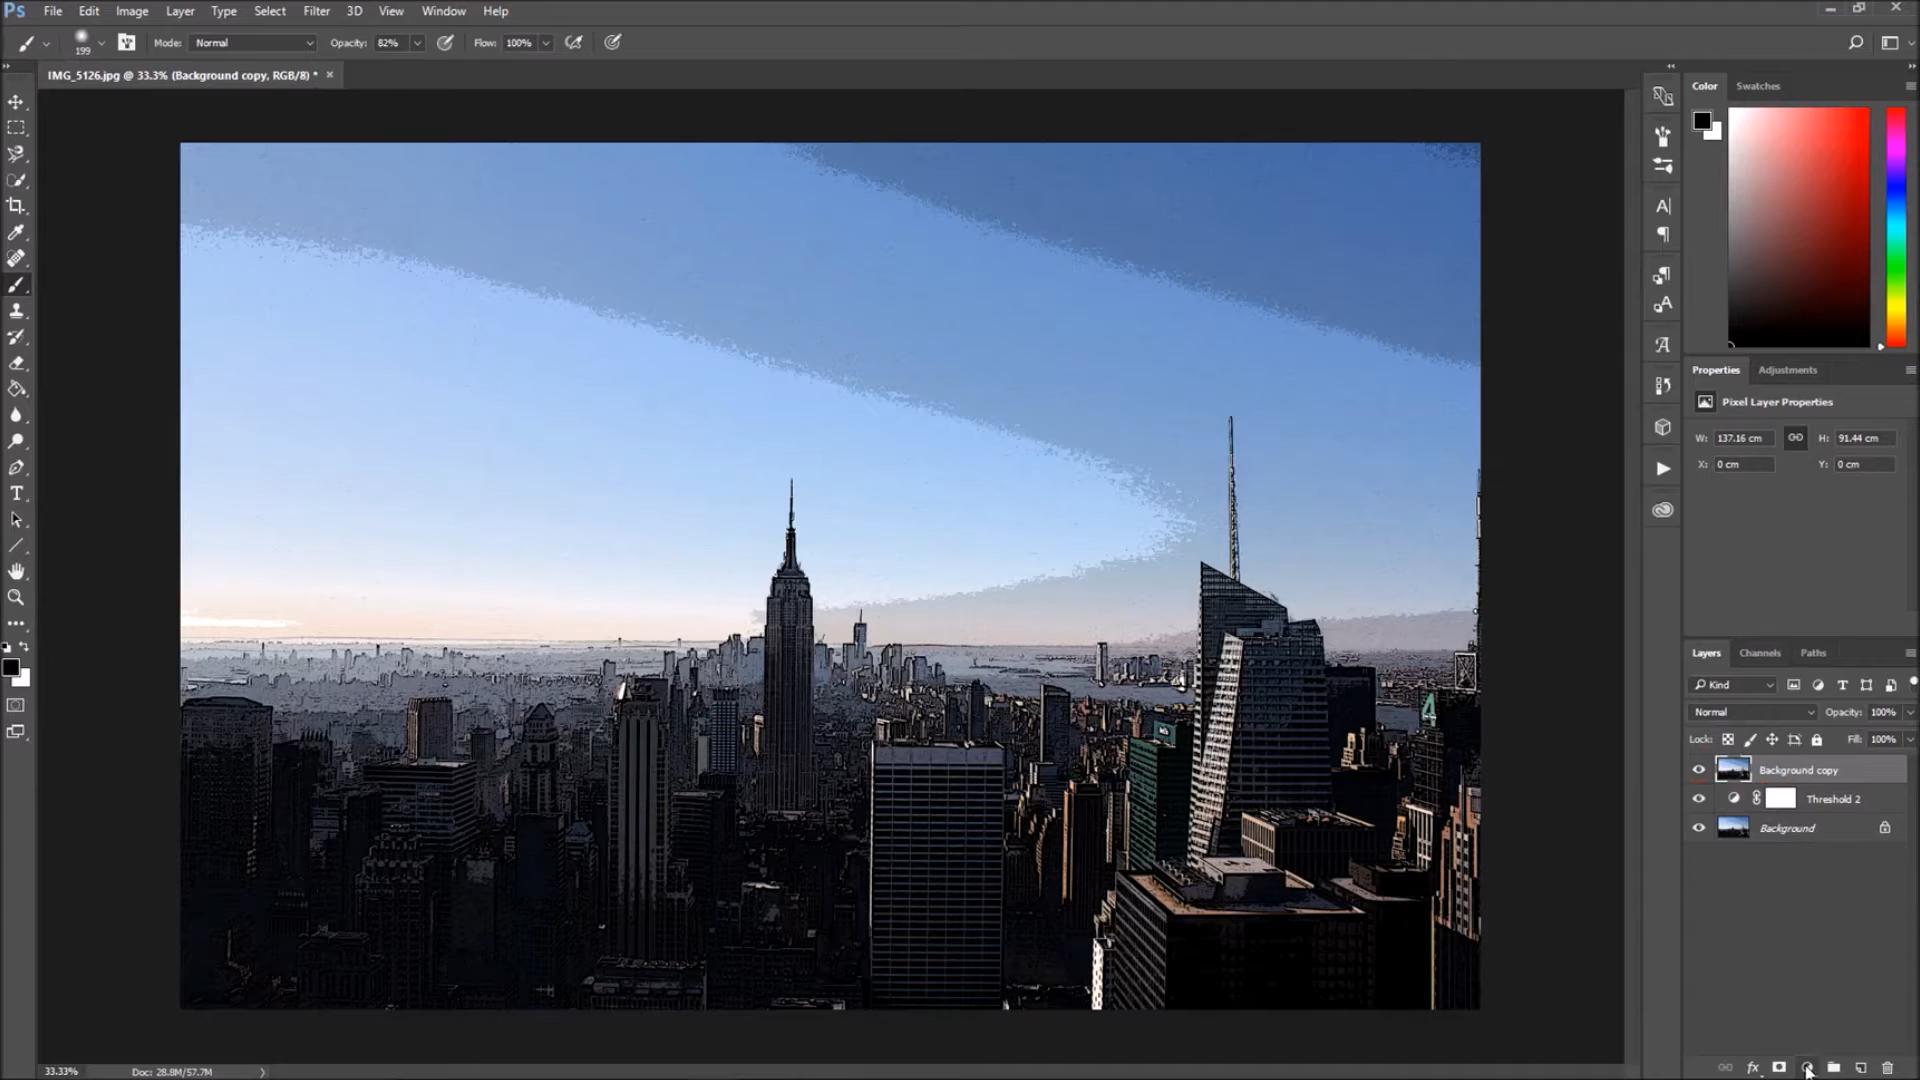 Ps File Edit Image Layer Type Select Filter 3D View Window Help
199 Mode: Normal Opacity: 82% Flow: 100%
IMG_5126.jpg @ 33.3% (Background copy, RGB/8) * ×
Color Swatches
Properties Adjustments
Pixel Layer Properties
W: 137.16 cm H: 91.44 cm
X: 0 cm Y: 0 cm
Layers Channels Paths
Kind
Normal Opacity: 100%
Lock: Fill: 100%
Background copy
Threshold 2
Background
fx
33.33% Doc: 28.8M/57.7M